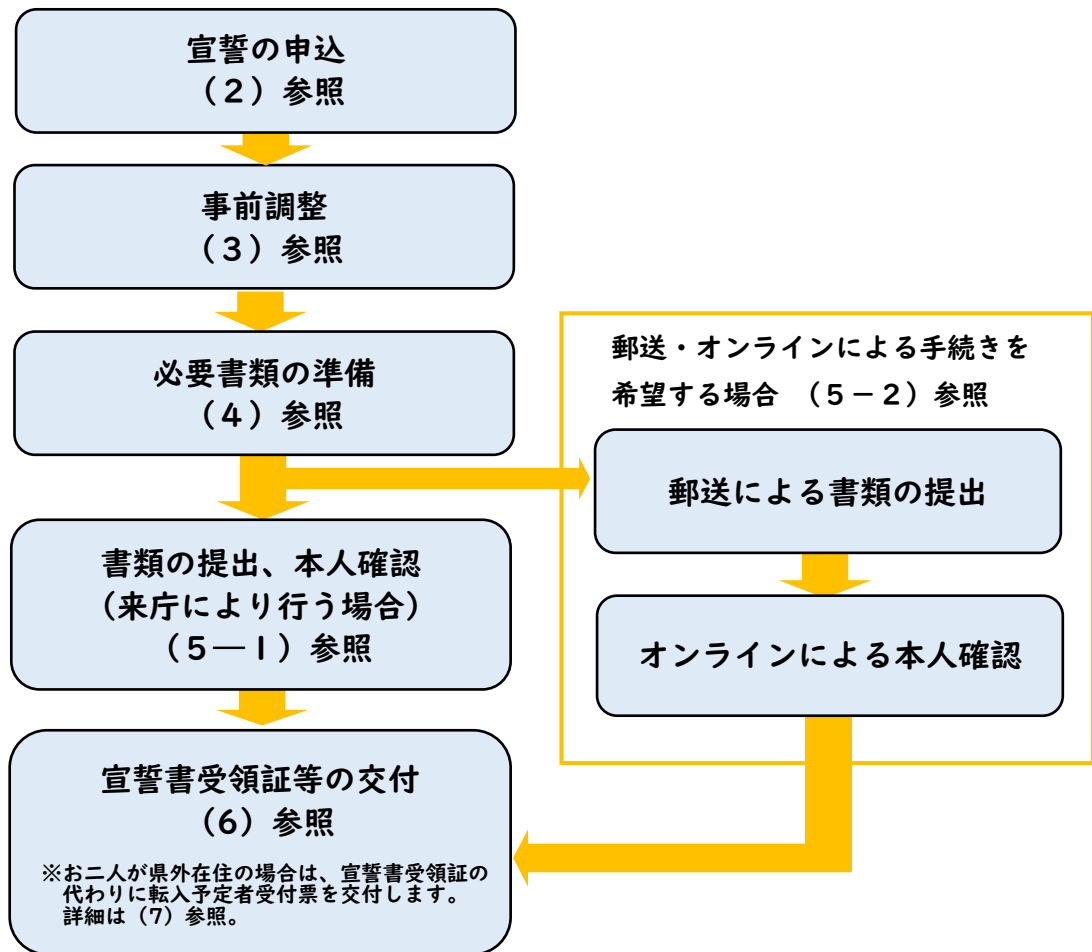 宣誓の申込
(2)参照
事前調整
(3)参照
必要書類の準備
(4)参照
郵送・オンラインによる手続きを
希望する場合 (5-2)参照
郵送による書類の提出
オンラインによる本人確認
書類の提出、本人確認
(来庁により行う場合)
(5―1)参照
宣誓書受領証等の交付
(6)参照
※お二人が県外在住の場合は、宣誓書受領証の
代わりに転入予定者受付票を交付します。
詳細は(7)参照。